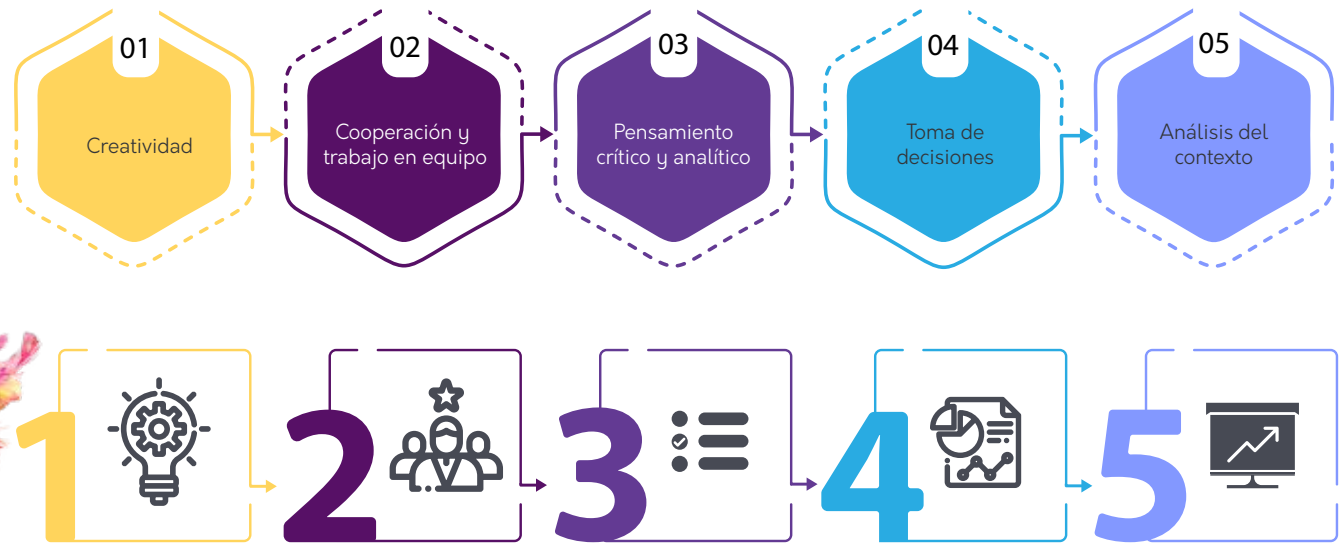 01
Creatividad
02
Cooperación y
trabajo en equipo
03
Pensamiento
crítico y analítico
04
Toma de
decisiones
05
Análisis del
contexto
1
2
3
4
5